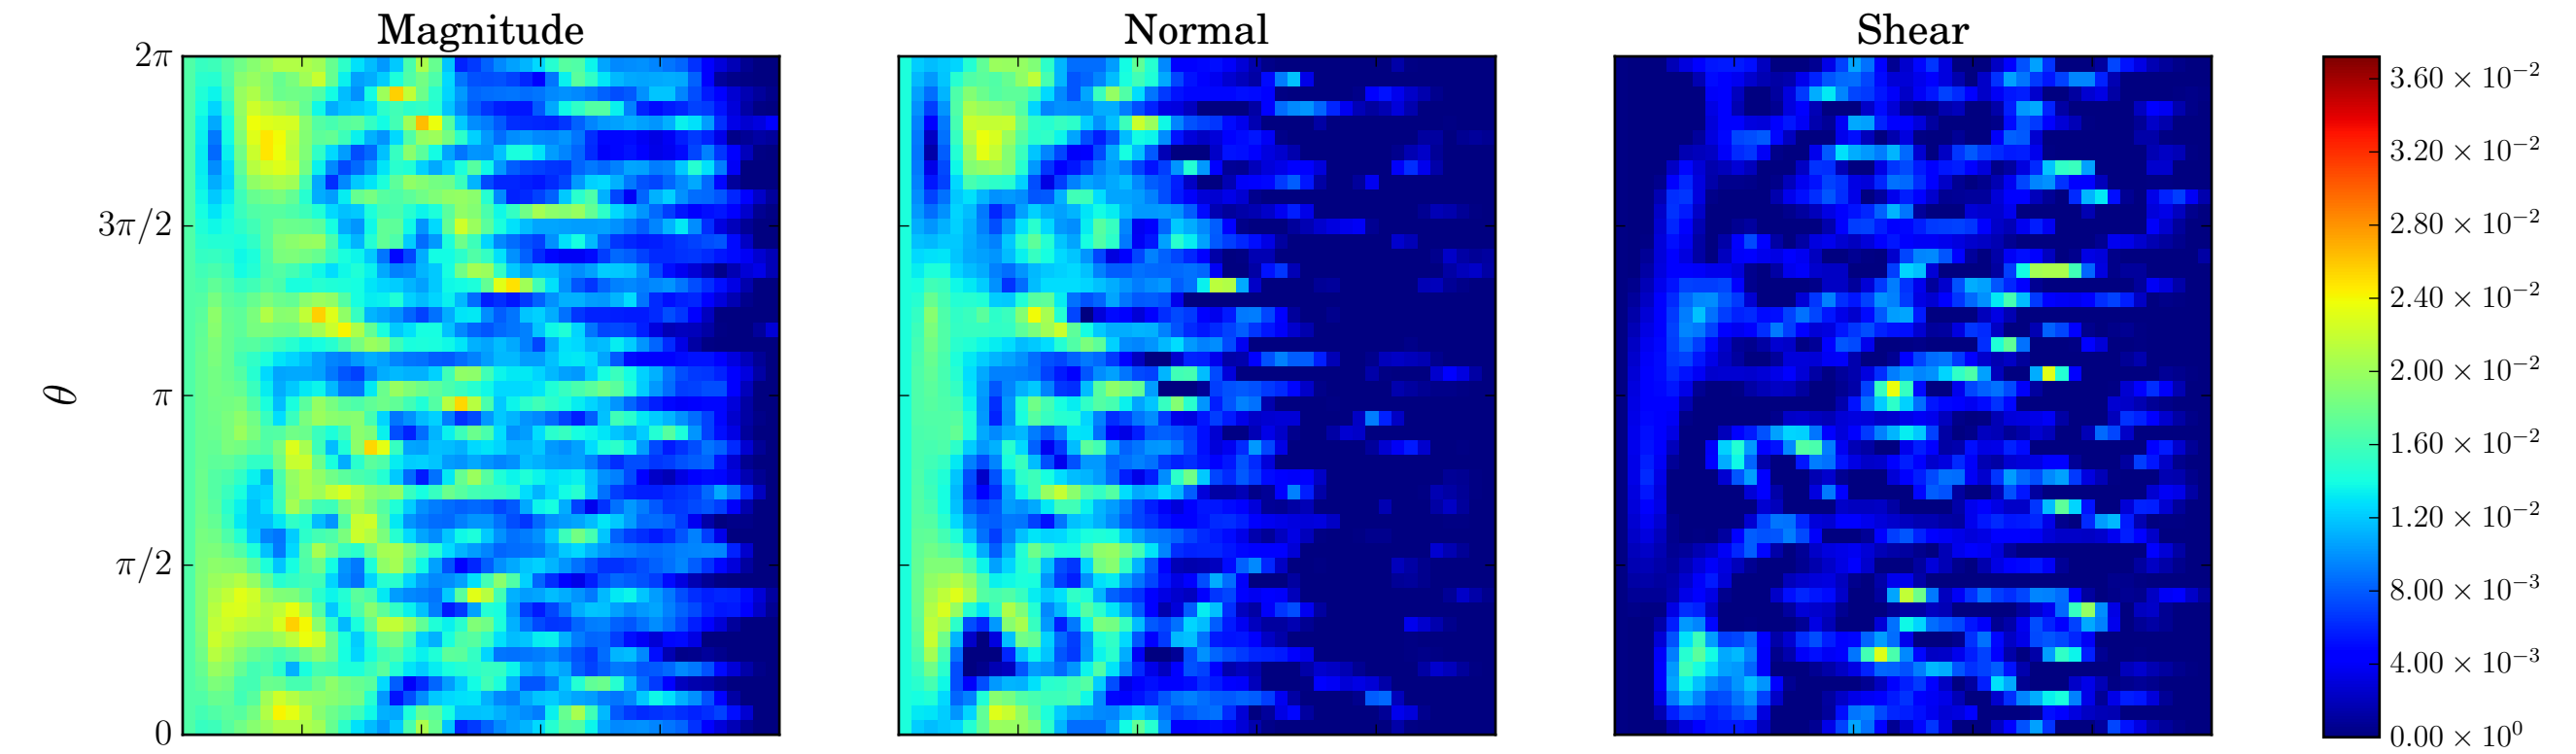 Magnitude Normal Shear
2π
3π/2
π
π/2
0
θ
3.60 × 10⁻²
3.20 × 10⁻²
2.80 × 10⁻²
2.40 × 10⁻²
2.00 × 10⁻²
1.60 × 10⁻²
1.20 × 10⁻²
8.00 × 10⁻³
4.00 × 10⁻³
0.00 × 10⁰